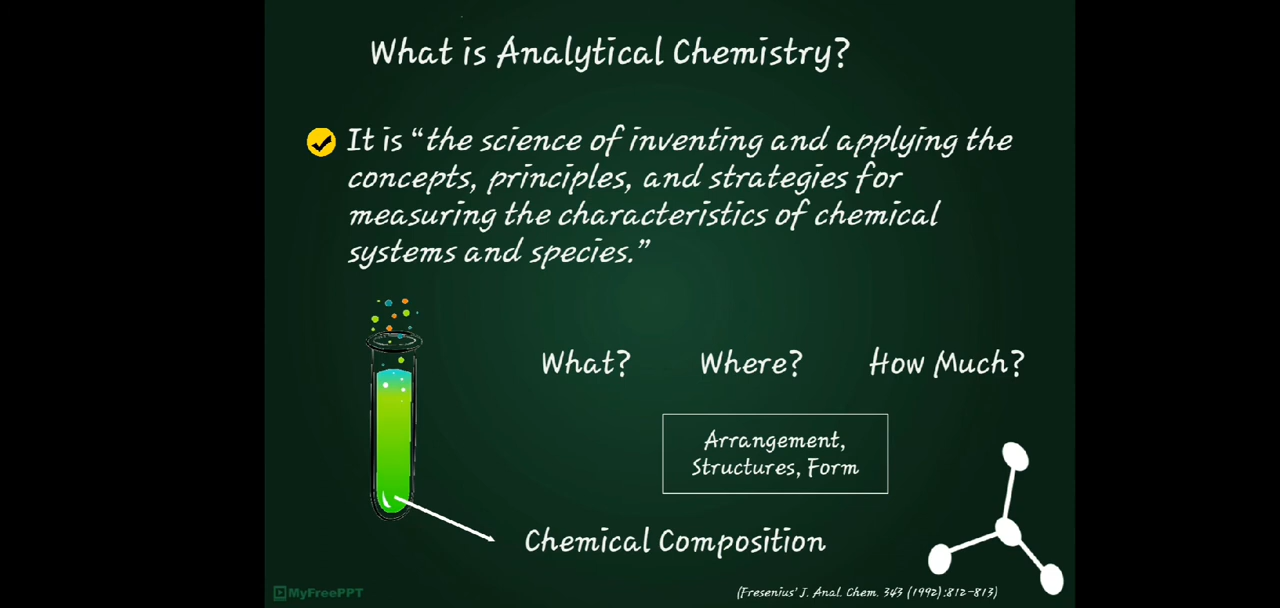 What is Analytical Chemistry?
It is “the science of inventing and applying the
concepts, principles, and strategies for
measuring the characteristics of chemical
systems and species.”
What? Where? How Much?
Arrangement,
Structures, Form
Chemical Composition
MyFreePPT
(Fresenius' J. Anal. Chem. 343 (1992):812-813)